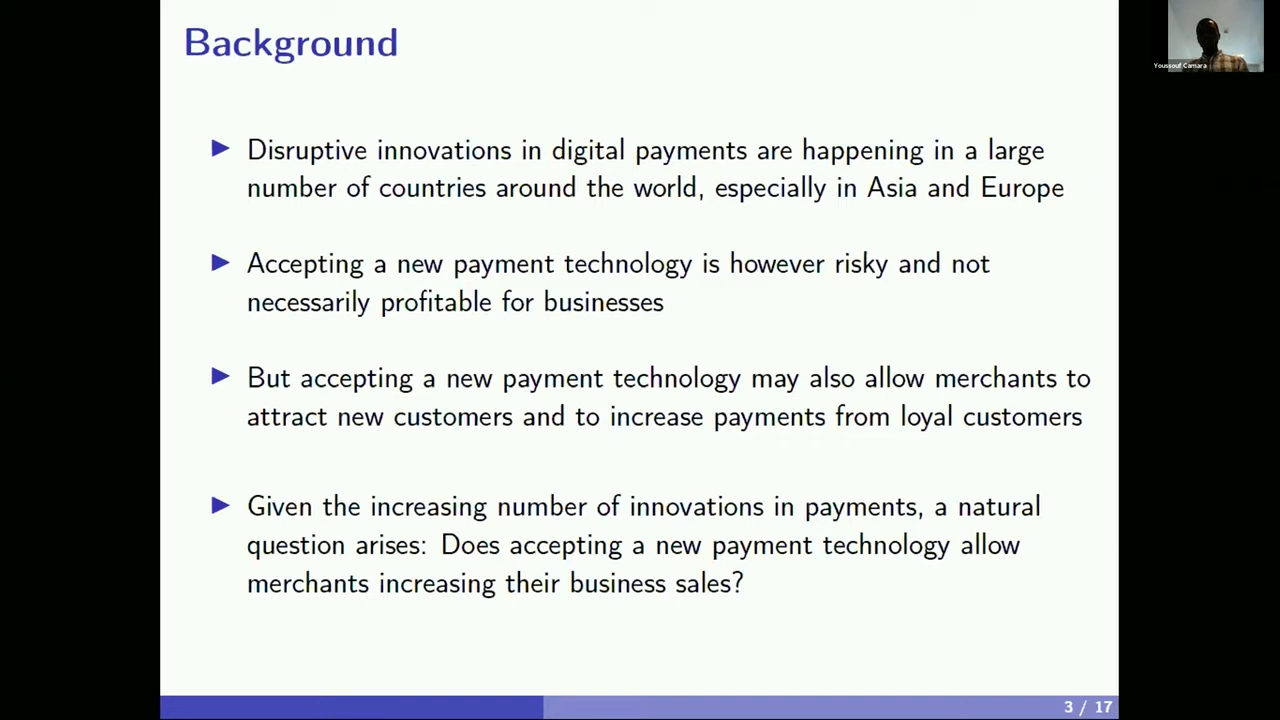 Background
Youssouf Camara
▶ Disruptive innovations in digital payments are happening in a large
number of countries around the world, especially in Asia and Europe
▶ Accepting a new payment technology is however risky and not
necessarily profitable for businesses
▶ But accepting a new payment technology may also allow merchants to
attract new customers and to increase payments from loyal customers
▶ Given the increasing number of innovations in payments, a natural
question arises: Does accepting a new payment technology allow
merchants increasing their business sales?
3 / 17